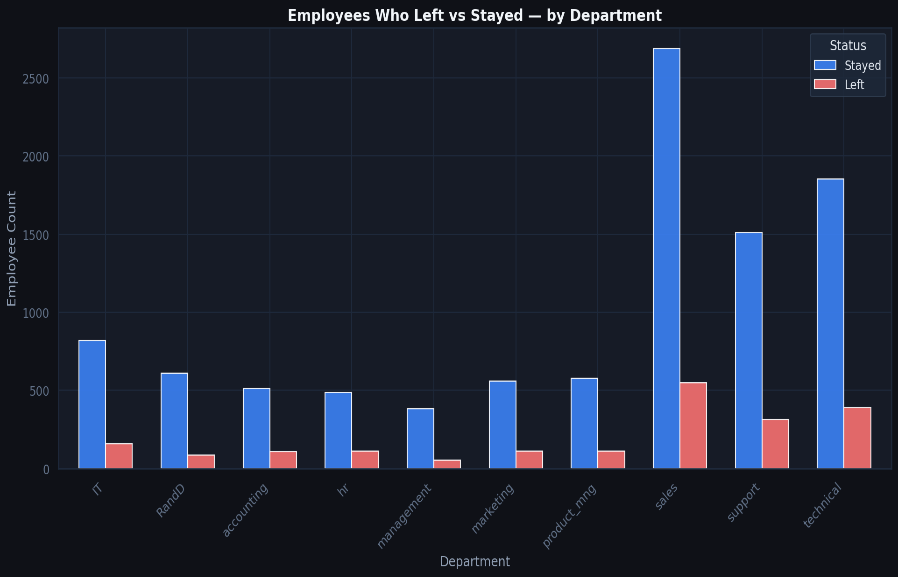 Employees Who Left vs Stayed — by Department
Status
Stayed
Left
Employee Count
2500
2000
1500
1000
500
0
IT
RandD
accounting
hr
management
marketing
product_mng
sales
support
technical
Department